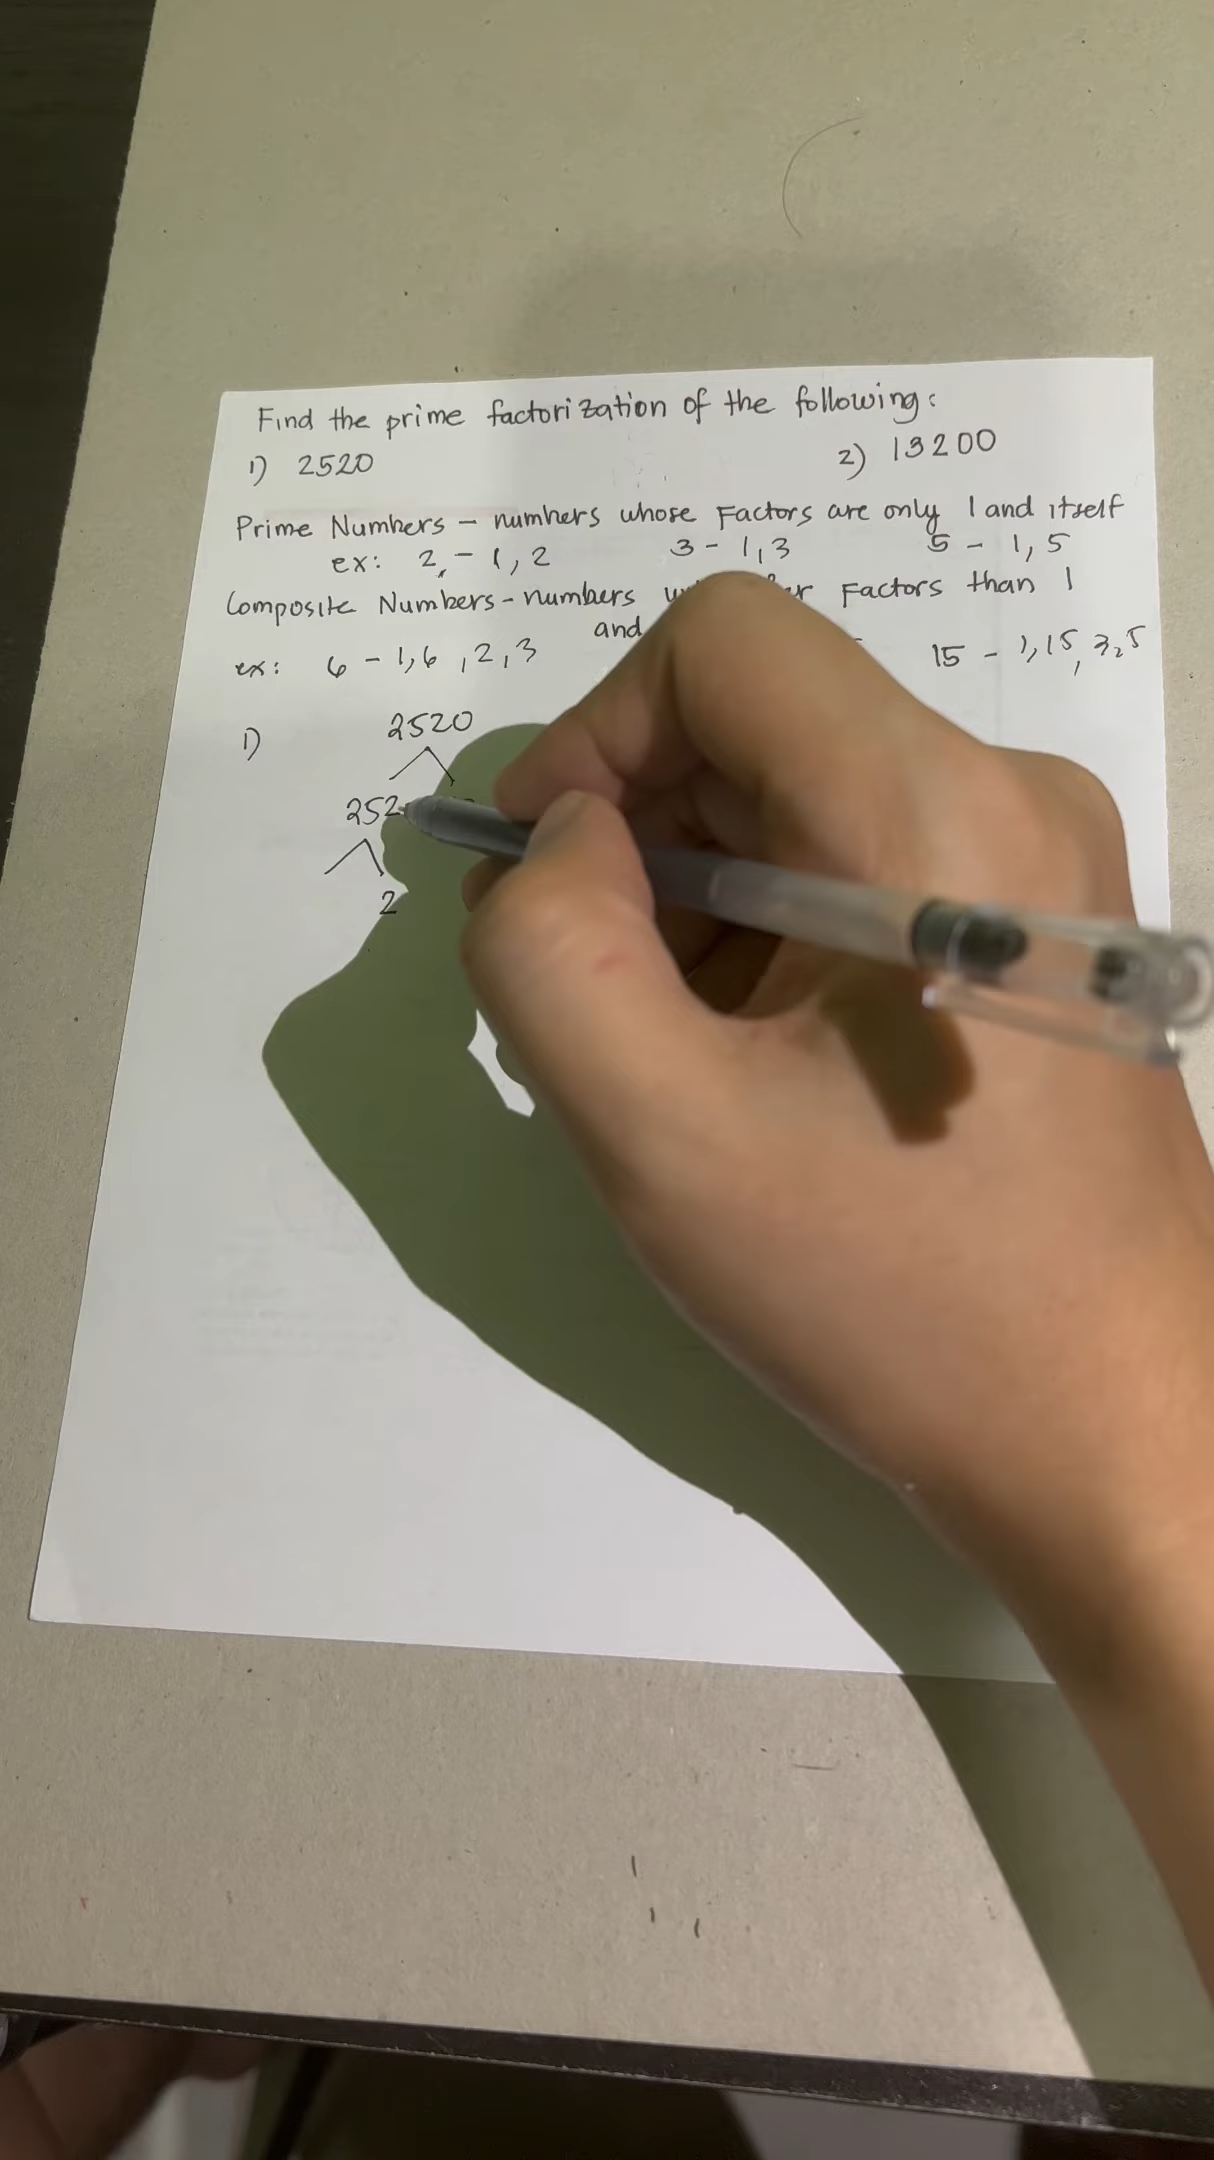 Find the prime factorization of the following:
1) 2520 2) 13200
Prime Numbers - numbers whose Factors are only 1 and itself
ex: 2, - 1, 2 3 - 1,3 5 - 1, 5
Composite Numbers - numbers Factors than 1
and
ex: 6 - 1,6 ,2,3 15 - 1,15, 3,5
1) 2520
252
2